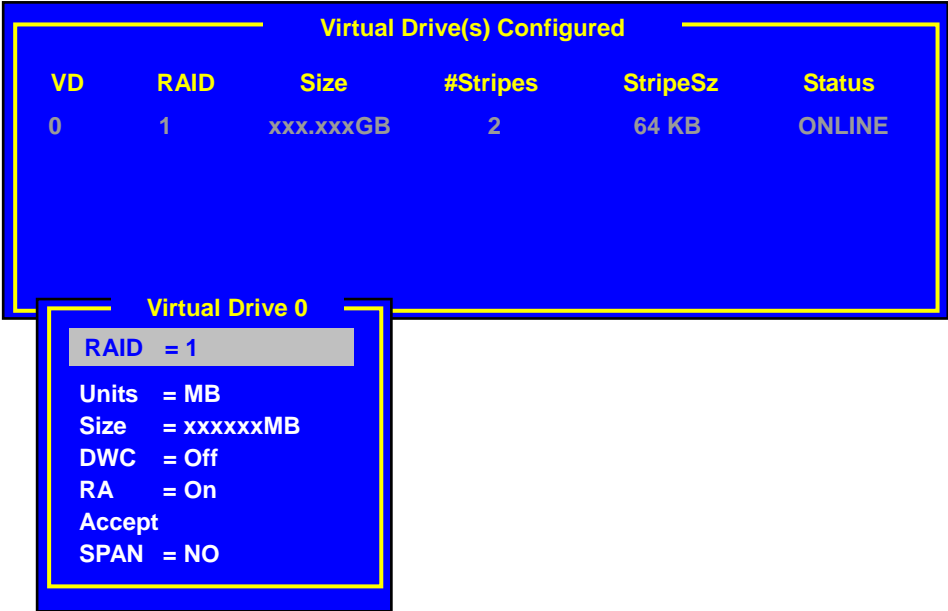 Virtual Drive(s) Configured
VD RAID Size #Stripes StripeSz Status
0 1 xxx.xxxGB 2 64 KB ONLINE
Virtual Drive 0
RAID = 1
Units = MB
Size = xxxxxxMB
DWC = Off
RA = On
Accept
SPAN = NO